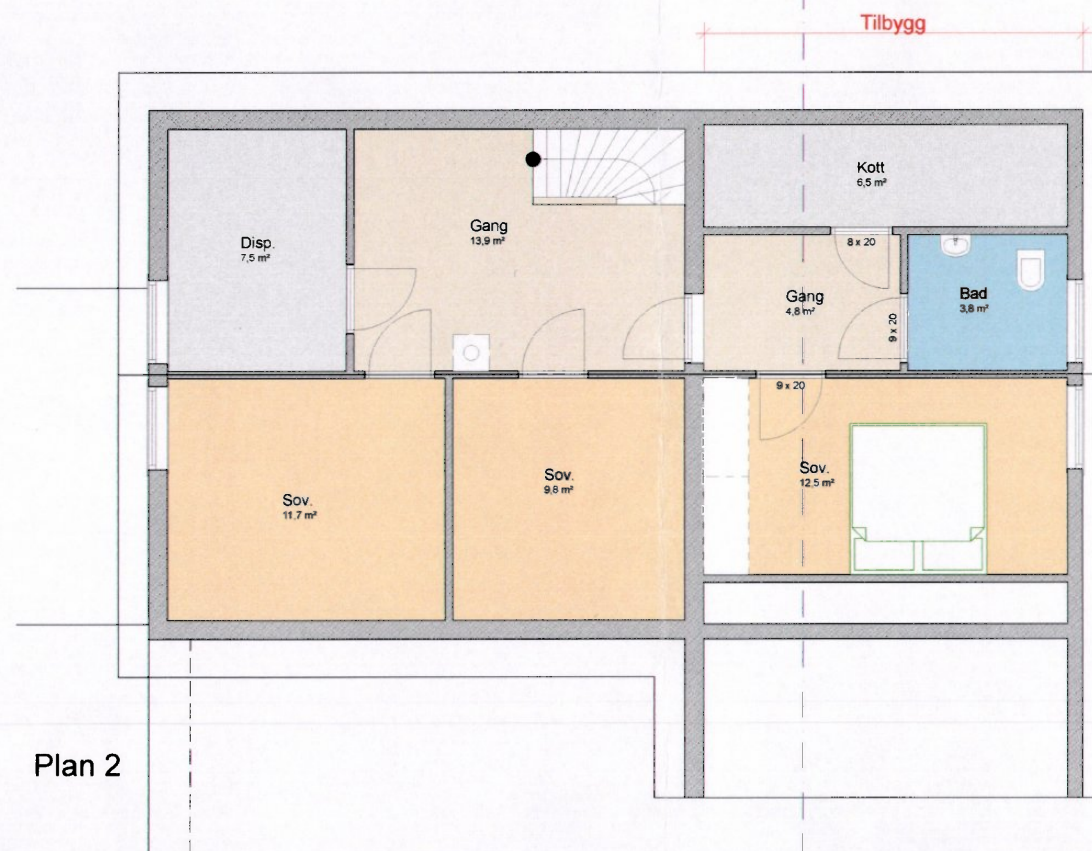 Tilbygg
Kott
6,5 m²
Disp.
7,5 m²
Gang
13,9 m²
8 x 20
Gang
4,8 m²
Bad
3,8 m²
9 x 20
9 x 20
Sov.
11,7 m²
Sov.
9,8 m²
Sov.
12,5 m²
Plan 2